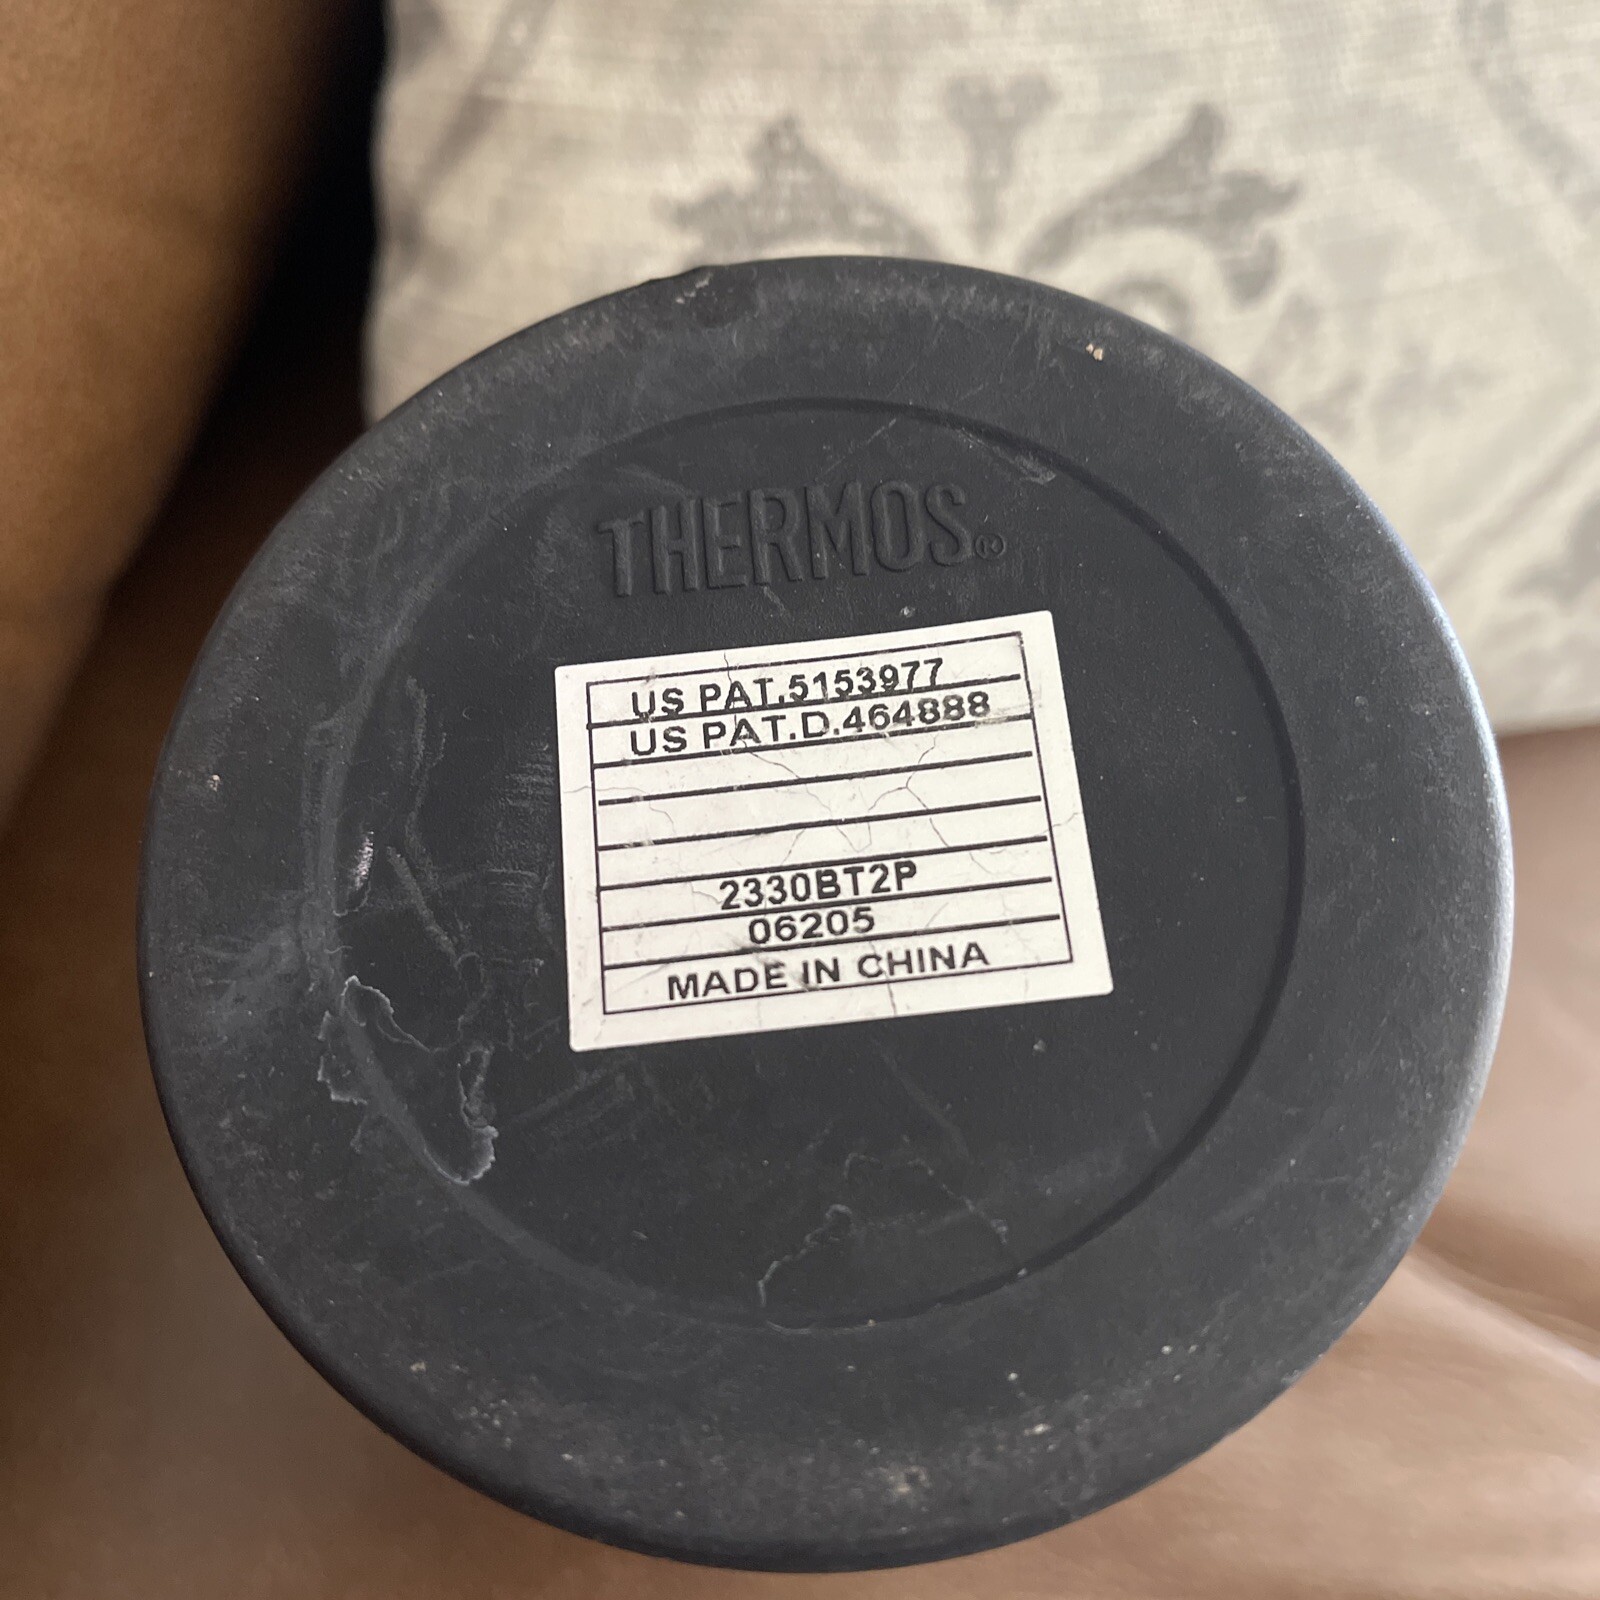 THERMOS®
US PAT.5153977
US PAT.D.464888
2330BT2P
06205
MADE IN CHINA